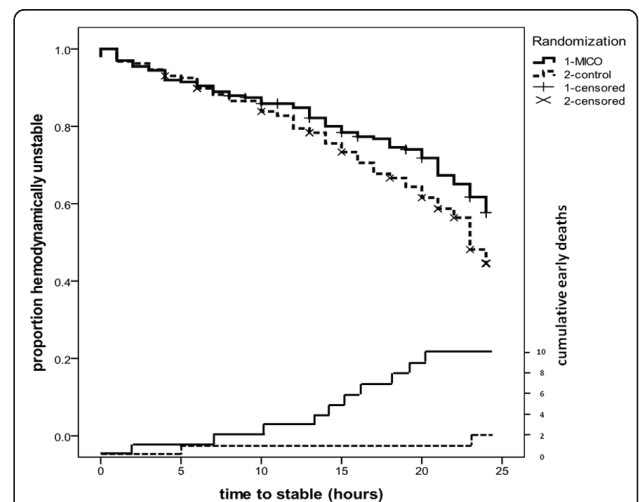 Randomization
1-MICO
2-control
1-censored
2-censored
proportion hemodynamically unstable
1.0
0.8
0.6
0.4
0.2
0.0
cumulative early deaths
10
8
6
4
2
0
0
5
10
15
20
25
time to stable (hours)